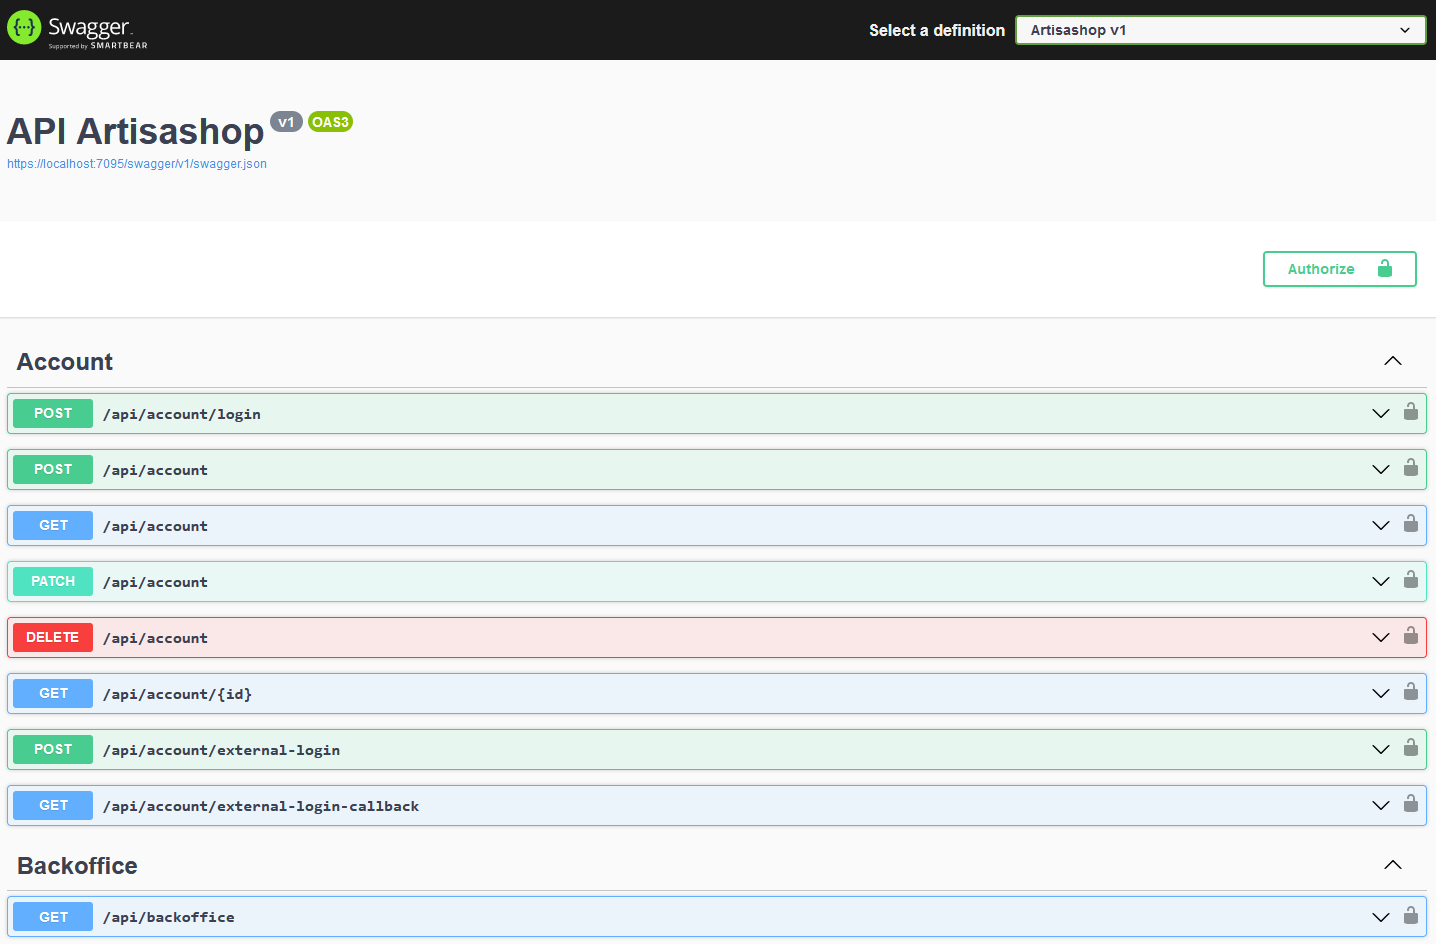 Swagger
Supported by SMARTBEAR
Select a definition
Artisashop v1
API Artisashop v1 OAS3
https://localhost:7095/swagger/v1/swagger.json
Authorize
Account
POST /api/account/login
POST /api/account
GET /api/account
PATCH /api/account
DELETE /api/account
GET /api/account/{id}
POST /api/account/external-login
GET /api/account/external-login-callback
Backoffice
GET /api/backoffice